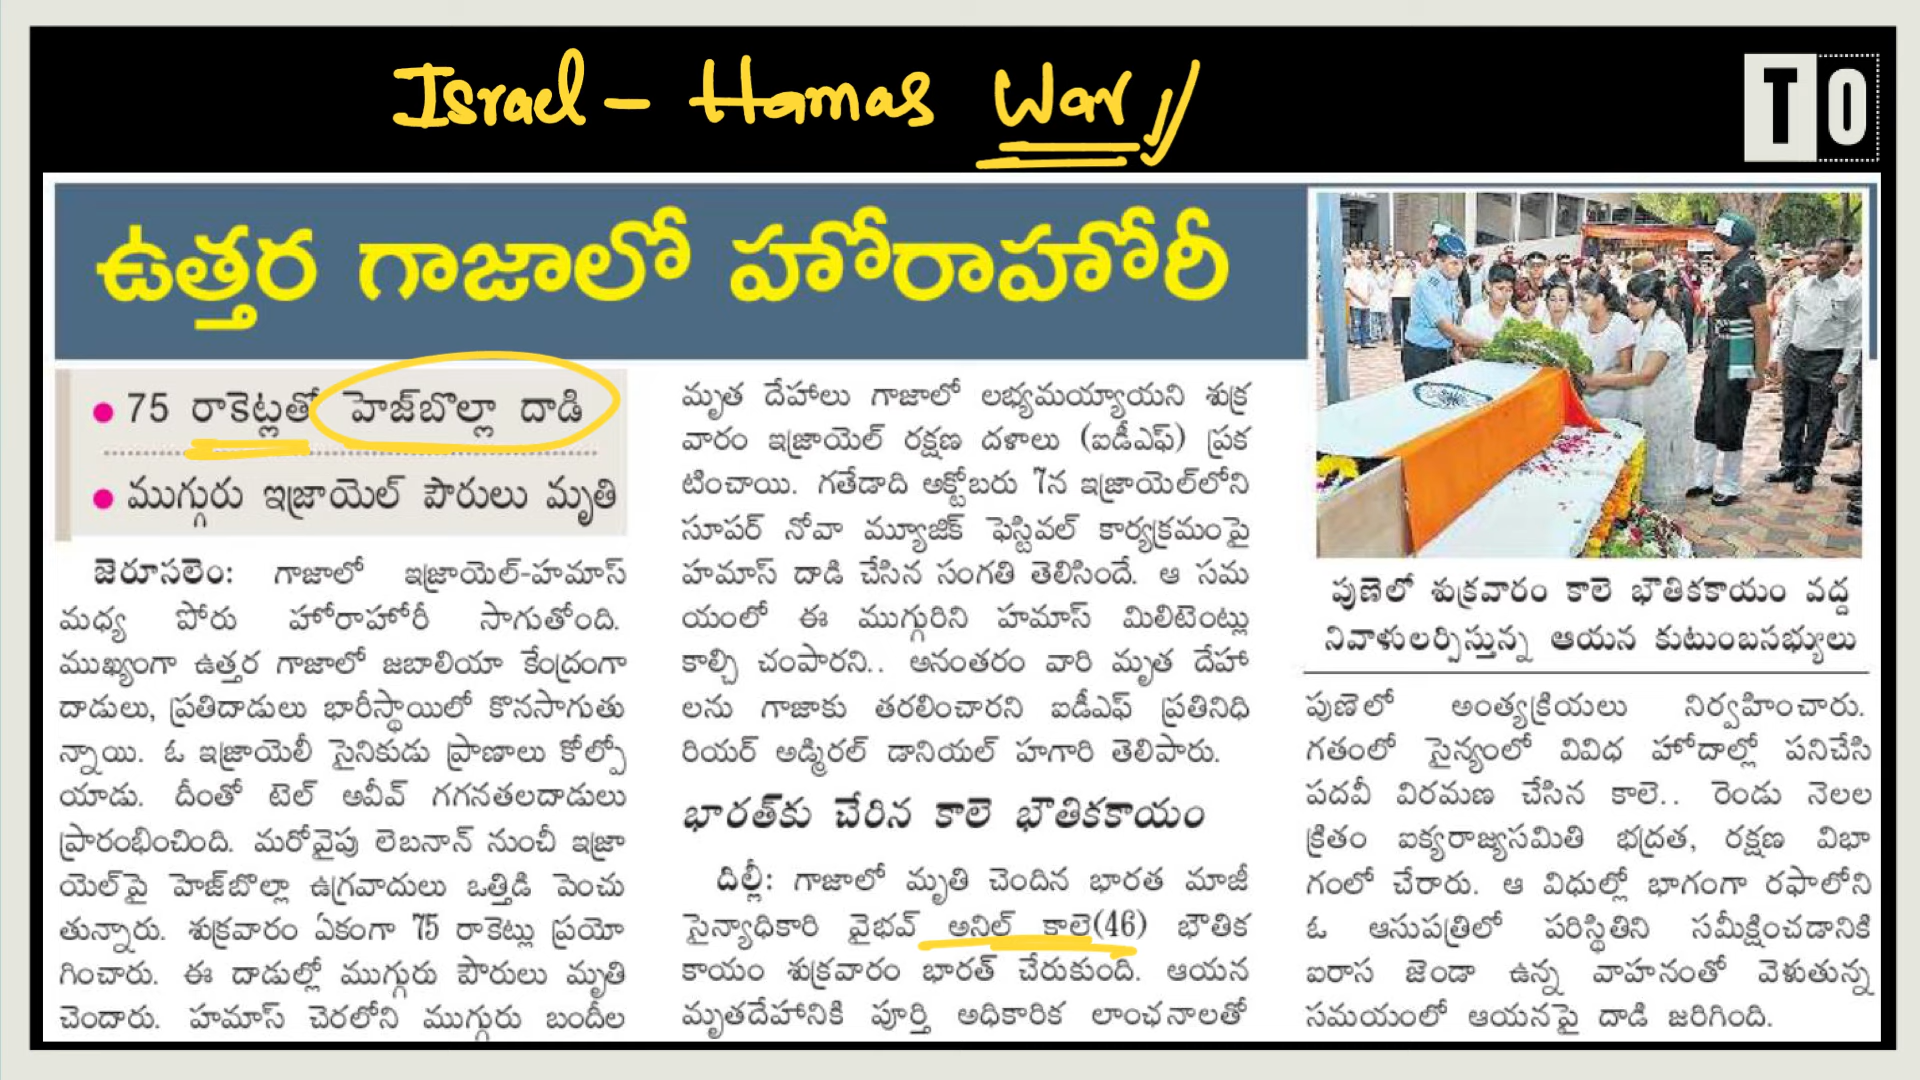 Israel - Hamas War
TO
ఉత్తర గాజాలో హోరాహోరీ
• 75 రాకెట్లతో హెజ్‌బొల్లా దాడి
• ముగ్గురు ఇజ్రాయెల్ పౌరులు మృతి
జెరూసలెం: గాజాలో ఇజ్రాయెల్-హమాస్
మధ్య పోరు హోరాహోరీ సాగుతోంది.
ముఖ్యంగా ఉత్తర గాజాలో జబాలియా కేంద్రంగా
దాడులు, ప్రతిదాడులు భారీస్థాయిలో కొనసాగుతు
న్నాయి. ఓ ఇజ్రాయెలీ సైనికుడు ప్రాణాలు కోల్పో
యాడు. దీంతో టెల్ అవీవ్ గగనతలదాడులు
ప్రారంభించింది. మరోవైపు లెబనాన్ నుంచీ ఇజ్రా
యెల్‌పై హెజ్‌బొల్లా ఉగ్రవాదులు ఒత్తిడి పెంచు
తున్నారు. శుక్రవారం ఏకంగా 75 రాకెట్లు ప్రయో
గించారు. ఈ దాడుల్లో ముగ్గురు పౌరులు మృతి
చెందారు. హమాస్ చెరలోని ముగ్గురు బందీల
మృత దేహాలు గాజాలో లభ్యమయ్యాయని శుక్ర
వారం ఇజ్రాయెల్ రక్షణ దళాలు (ఐడీఎఫ్) ప్రక
టించాయి. గతేడాది అక్టోబరు 7న ఇజ్రాయెల్‌లోని
సూపర్ నోవా మ్యూజిక్ ఫెస్టివల్ కార్యక్రమంపై
హమాస్ దాడి చేసిన సంగతి తెలిసిందే. ఆ సమ
యంలో ఈ ముగ్గురిని హమాస్ మిలిటెంట్లు
కాల్చి చంపారని.. అనంతరం వారి మృత దేహా
లను గాజాకు తరలించారని ఐడీఎఫ్ ప్రతినిధి
రియర్ అడ్మిరల్ డానియల్ హగారి తెలిపారు.
భారత్‌కు చేరిన కాలె భౌతికకాయం
దిల్లీ: గాజాలో మృతి చెందిన భారత మాజీ
సైన్యాధికారి వైభవ్ అనిల్ కాలె(46) భౌతిక
కాయం శుక్రవారం భారత్ చేరుకుంది. ఆయన
మృతదేహానికి పూర్తి అధికారిక లాంఛనాలతో
పుణెలో శుక్రవారం కాలె భౌతికకాయం వద్ద
నివాళులర్పిస్తున్న ఆయన కుటుంబసభ్యులు
పుణెలో అంత్యక్రియలు నిర్వహించారు.
గతంలో సైన్యంలో వివిధ హోదాల్లో పనిచేసి
పదవీ విరమణ చేసిన కాలె.. రెండు నెలల
క్రితం ఐక్యరాజ్యసమితి భద్రత, రక్షణ విభా
గంలో చేరారు. ఆ విధుల్లో భాగంగా రఫాలోని
ఓ ఆసుపత్రిలో పరిస్థితిని సమీక్షించడానికి
ఐరాస జెండా ఉన్న వాహనంతో వెళుతున్న
సమయంలో ఆయనపై దాడి జరిగింది.